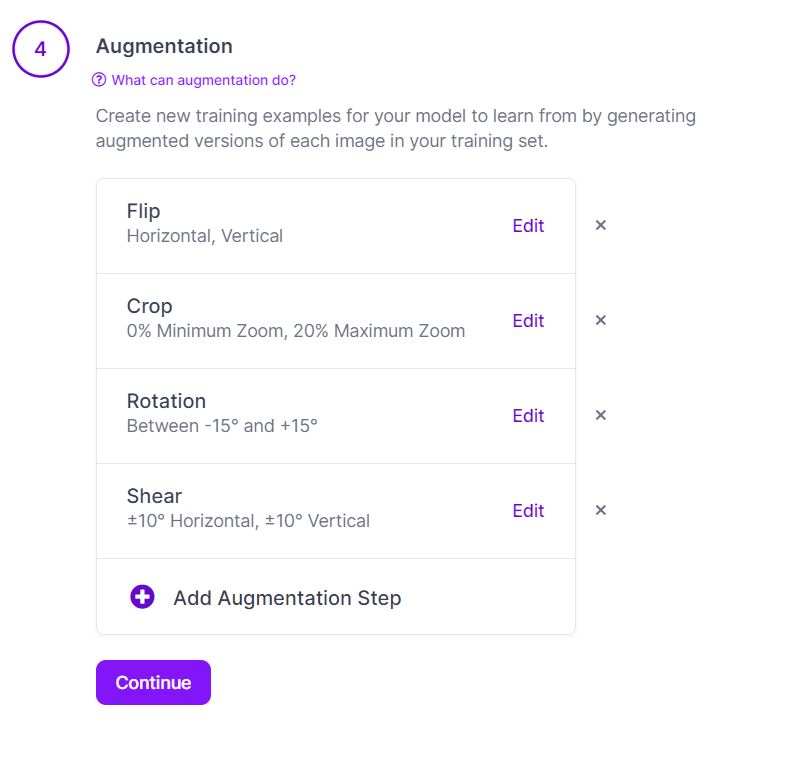 4
Augmentation
What can augmentation do?
Create new training examples for your model to learn from by generating
augmented versions of each image in your training set.
Flip
Horizontal, Vertical
Edit
×
Crop
0% Minimum Zoom, 20% Maximum Zoom
Edit
×
Rotation
Between -15° and +15°
Edit
×
Shear
±10° Horizontal, ±10° Vertical
Edit
×
Add Augmentation Step
Continue